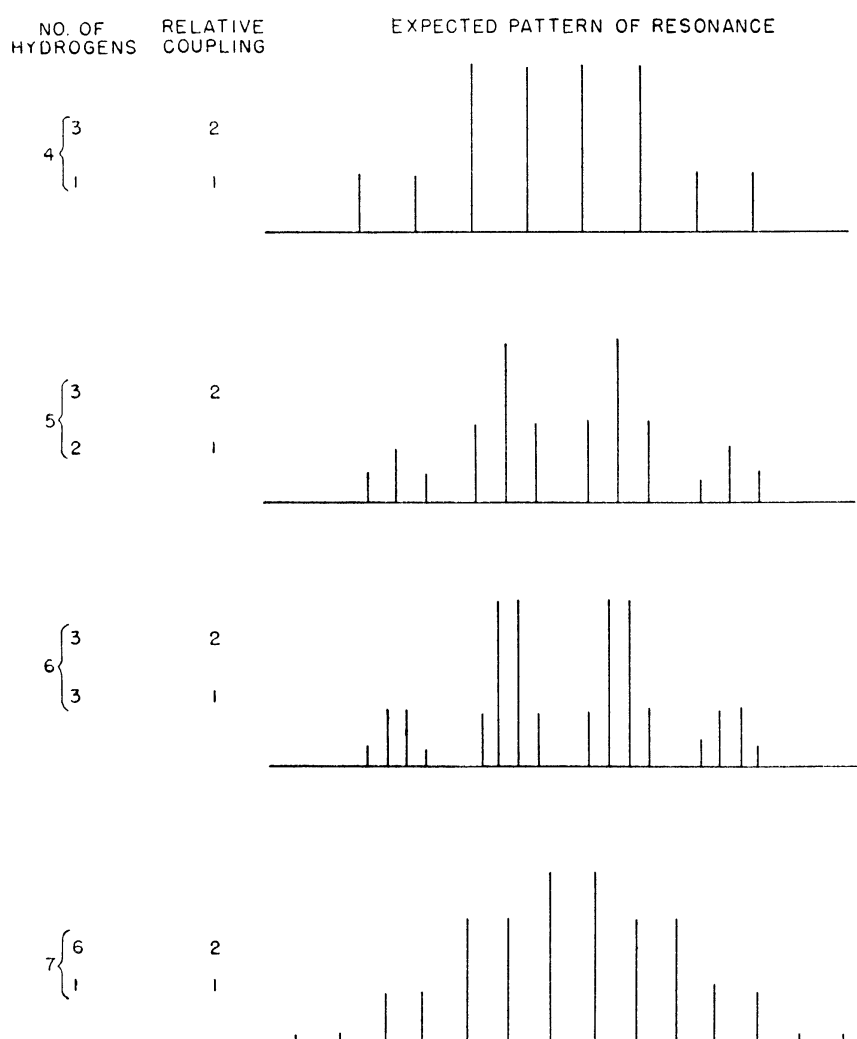 NO. OF HYDROGENS RELATIVE COUPLING EXPECTED PATTERN OF RESONANCE
4 { 3 2
1 1
5 { 3 2
2 1
6 { 3 2
3 1
7 { 6 2
1 1